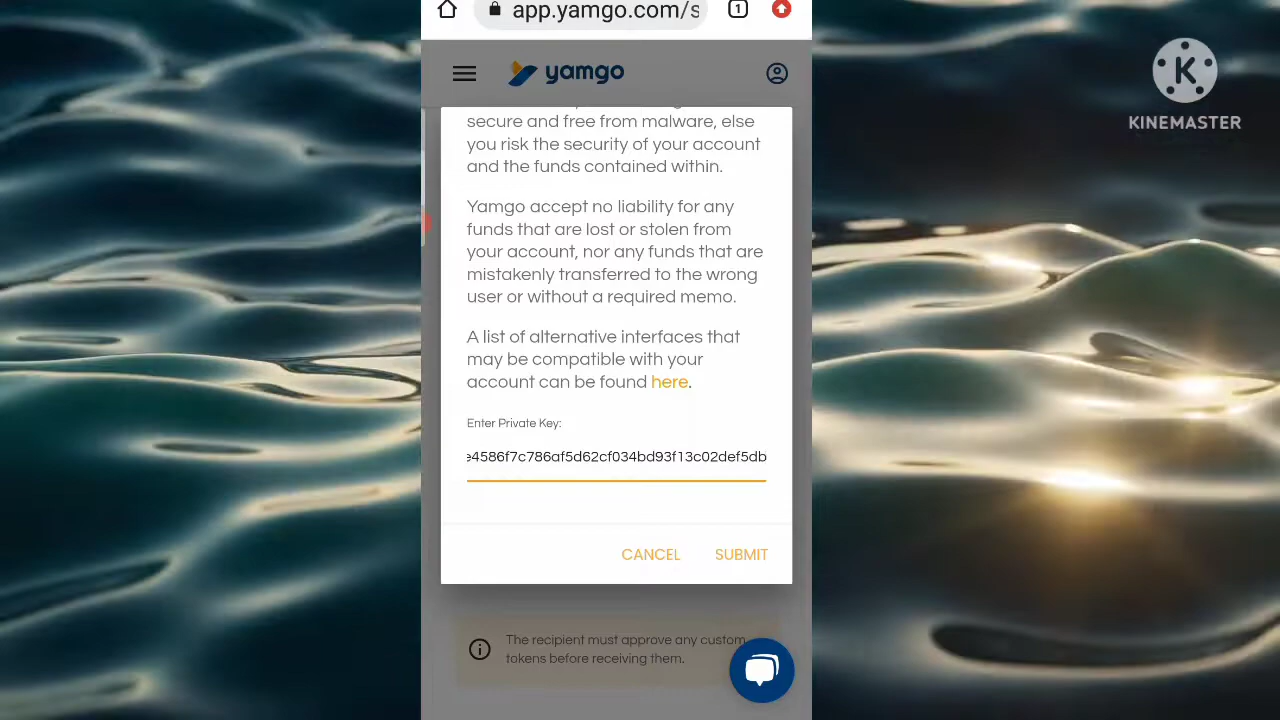 app.yamgo.com/s
1
yamgo
K
KINEMASTER
secure and free from malware, else
you risk the security of your account
and the funds contained within.
Yamgo accept no liability for any
funds that are lost or stolen from
your account, nor any funds that are
mistakenly transferred to the wrong
user or without a required memo.
A list of alternative interfaces that
may be compatible with your
account can be found here.
Enter Private Key:
e4586f7c786af5d62cf034bd93f13c02def5db
CANCEL SUBMIT
The recipient must approve any custom
tokens before receiving them.